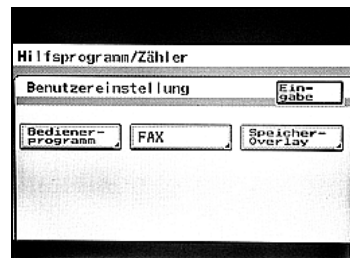 Hilfsprogramm/Zähler
Benutzereinstellung
Ein-
gabe
Bediener-
programm
FAX
Speicher-
Overlay